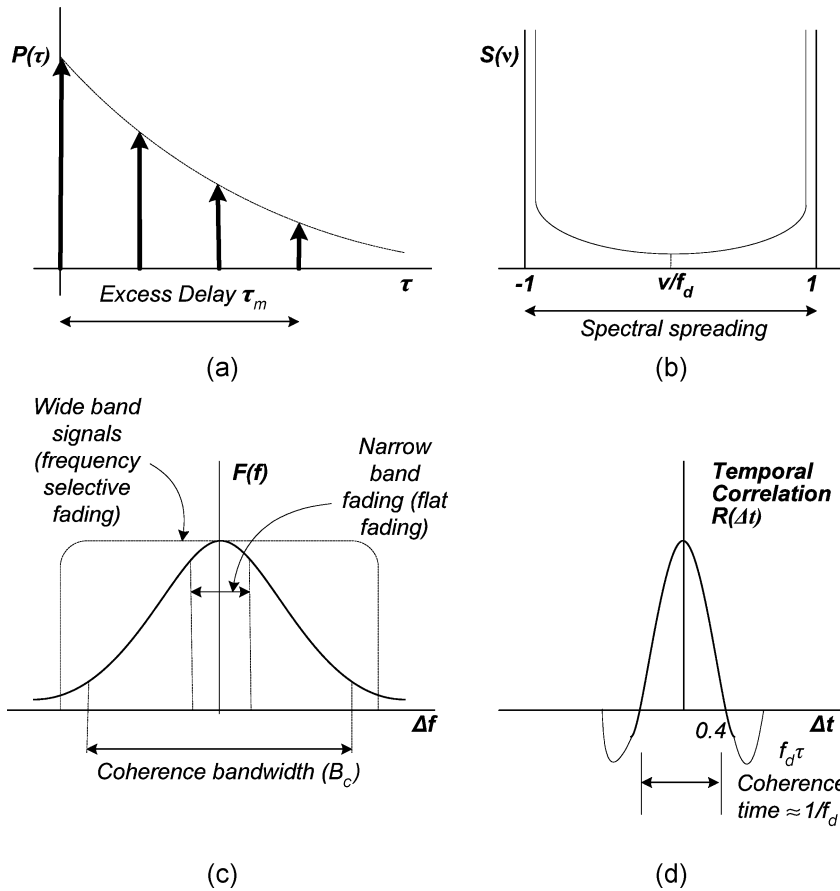 P(τ)
τ
Excess Delay τm
(a)
S(ν)
-1
ν/fd
1
Spectral spreading
(b)
Wide band
signals
(frequency
selective
fading)
F(f)
Narrow
band
fading (flat
fading)
Δf
Coherence bandwidth (Bc)
(c)
Temporal
Correlation
R(Δt)
0.4
Δt
fdτ
Coherence
time ≈ 1/fd
(d)